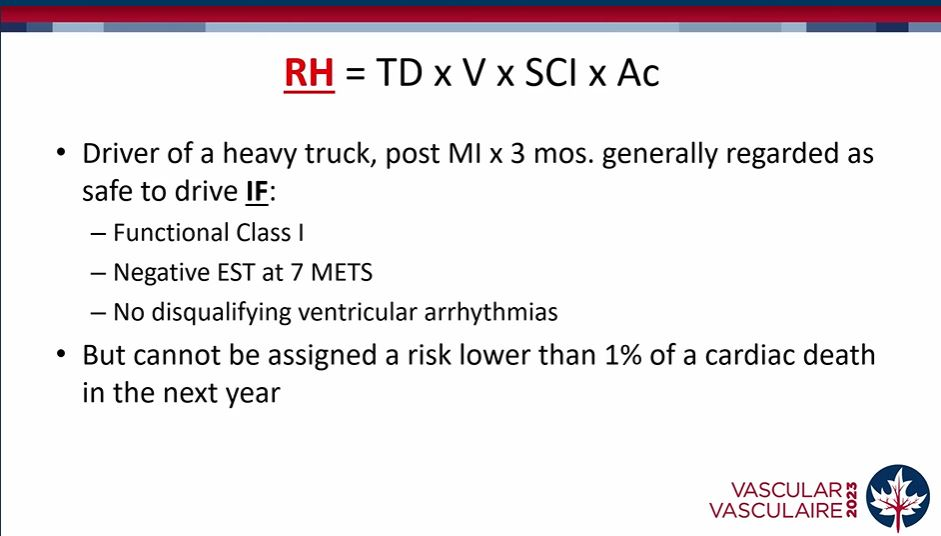 RH = TD x V x SCI x Ac
• Driver of a heavy truck, post MI x 3 mos. generally regarded as
safe to drive IF:
– Functional Class I
– Negative EST at 7 METS
– No disqualifying ventricular arrhythmias
• But cannot be assigned a risk lower than 1% of a cardiac death
in the next year
VASCULAR
VASCULAIRE
2023